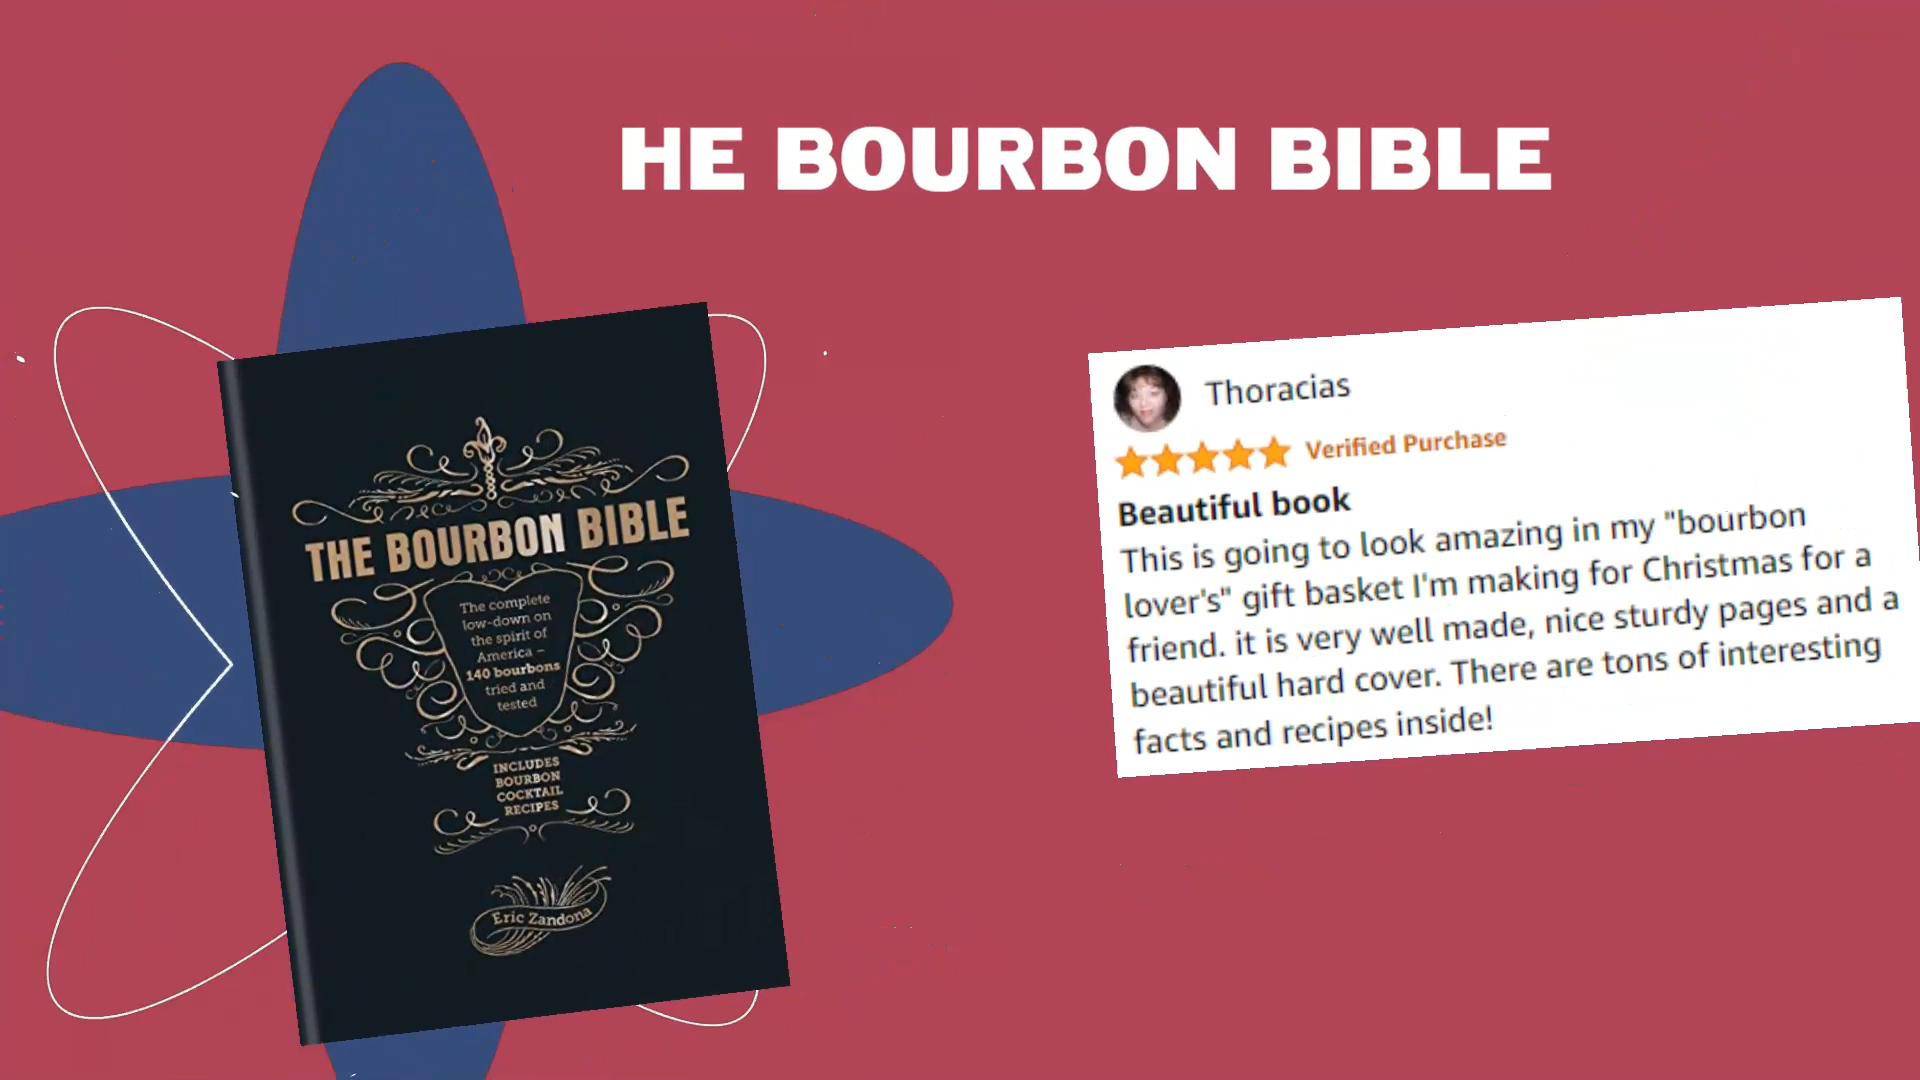 HE BOURBON BIBLE
THE BOURBON BIBLE
The complete
low-down on
the spirit of
America –
140 bourbons
tried and
tested
INCLUDES
BOURBON
COCKTAIL
RECIPES
Eric Zandona
Thoracias
Verified Purchase
Beautiful book
This is going to look amazing in my "bourbon
lover's" gift basket I'm making for Christmas for a
friend. it is very well made, nice sturdy pages and a
beautiful hard cover. There are tons of interesting
facts and recipes inside!